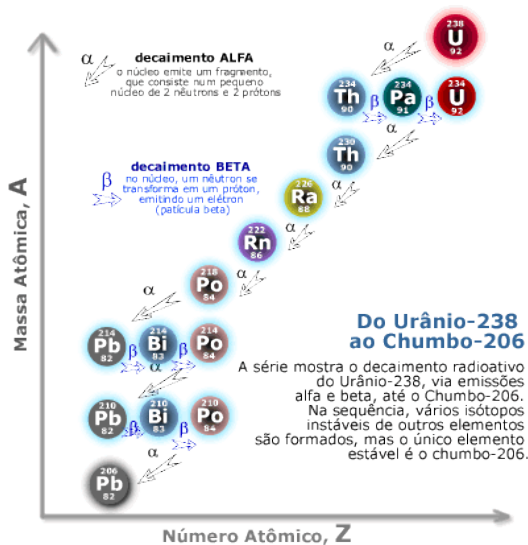 238
U
92
α
decaimento ALFA
o núcleo emite um fragmento,
que consiste num pequeno
núcleo de 2 nêutrons e 2 prótons
α
234
Th
90
β
234
Pa
91
β
234
U
92
α
230
Th
90
β
decaimento BETA
no núcleo, um nêutron se
transforma em um próton,
emitindo um elétron
(patícula beta)
α
226
Ra
88
α
222
Rn
86
α
218
Po
84
α
214
Pb
82
β
214
Bi
83
β
214
Po
84
α
210
Pb
82
β
210
Bi
83
β
210
Po
84
α
206
Pb
82
Do Urânio-238
ao Chumbo-206
A série mostra o decaimento radioativo
do Urânio-238, via emissões
alfa e beta, até o Chumbo-206.
Na sequência, vários isótopos
instáveis de outros elementos
são formados, mas o único elemento
estável é o chumbo-206.
Massa Atômica, A
Número Atômico, Z